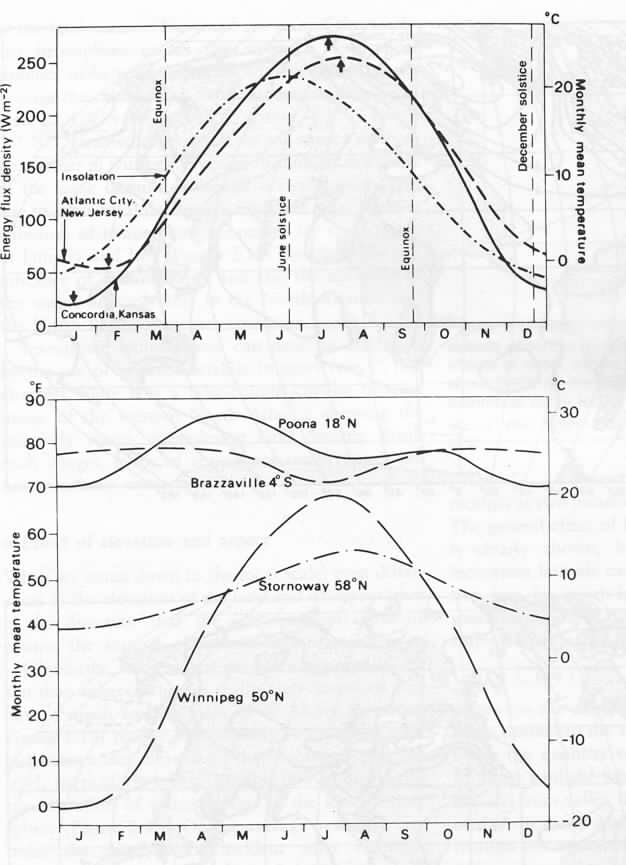 °C
Energy flux density (Wm⁻²)
250
200
150
100
50
0
Equinox
Insolation
Atlantic City-
New Jersey
Concordia, Kansas
June solstice
Equinox
December solstice
20
10
0
Monthly mean temperature
J F M A M J J A S O N D
°F
°C
90
80
70
60
50
40
30
20
10
0
Monthly mean temperature
30
20
10
0
-10
-20
Poona 18°N
Brazzaville 4°S
Stornoway 58°N
Winnipeg 50°N
J F M A M J J A S O N D